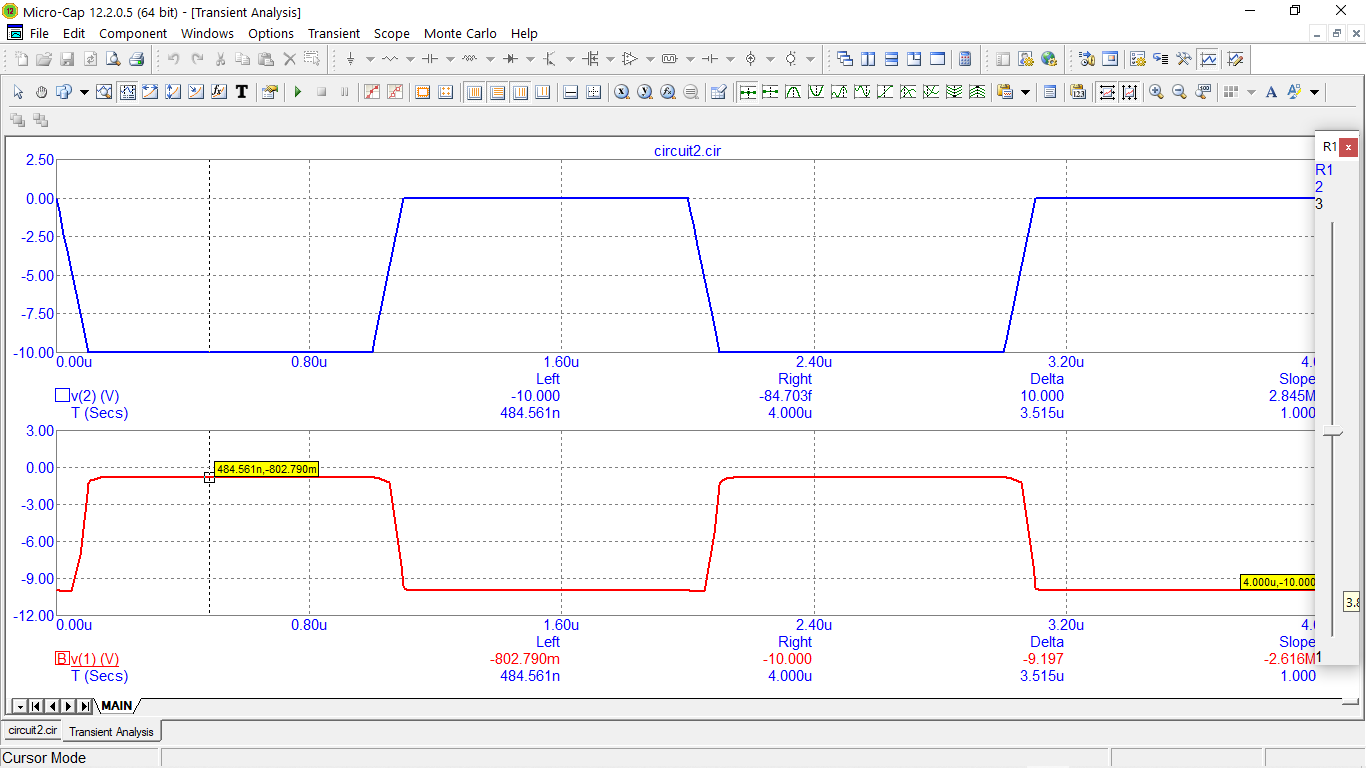 12 Micro-Cap 12.2.0.5 (64 bit) - [Transient Analysis]
File Edit Component Windows Options Transient Scope Monte Carlo Help
circuit2.cir
R1 x
R1
2
3
2.50
0.00
-2.50
-5.00
-7.50
-10.00
0.00u 0.80u 1.60u 2.40u 3.20u 4.0
Left Right Delta Slope
v(2) (V) -10.000 -84.703f 10.000 2.845M
T (Secs) 484.561n 4.000u 3.515u 1.000
3.00
0.00
484.561n,-802.790m
-3.00
-6.00
-9.00
4.000u,-10.000
3.8
-12.00
0.00u 0.80u 1.60u 2.40u 3.20u 4.0
Left Right Delta Slope
B v(1) (V) -802.790m -10.000 -9.197 -2.616M
1
T (Secs) 484.561n 4.000u 3.515u 1.000
MAIN
circuit2.cir Transient Analysis
Cursor Mode